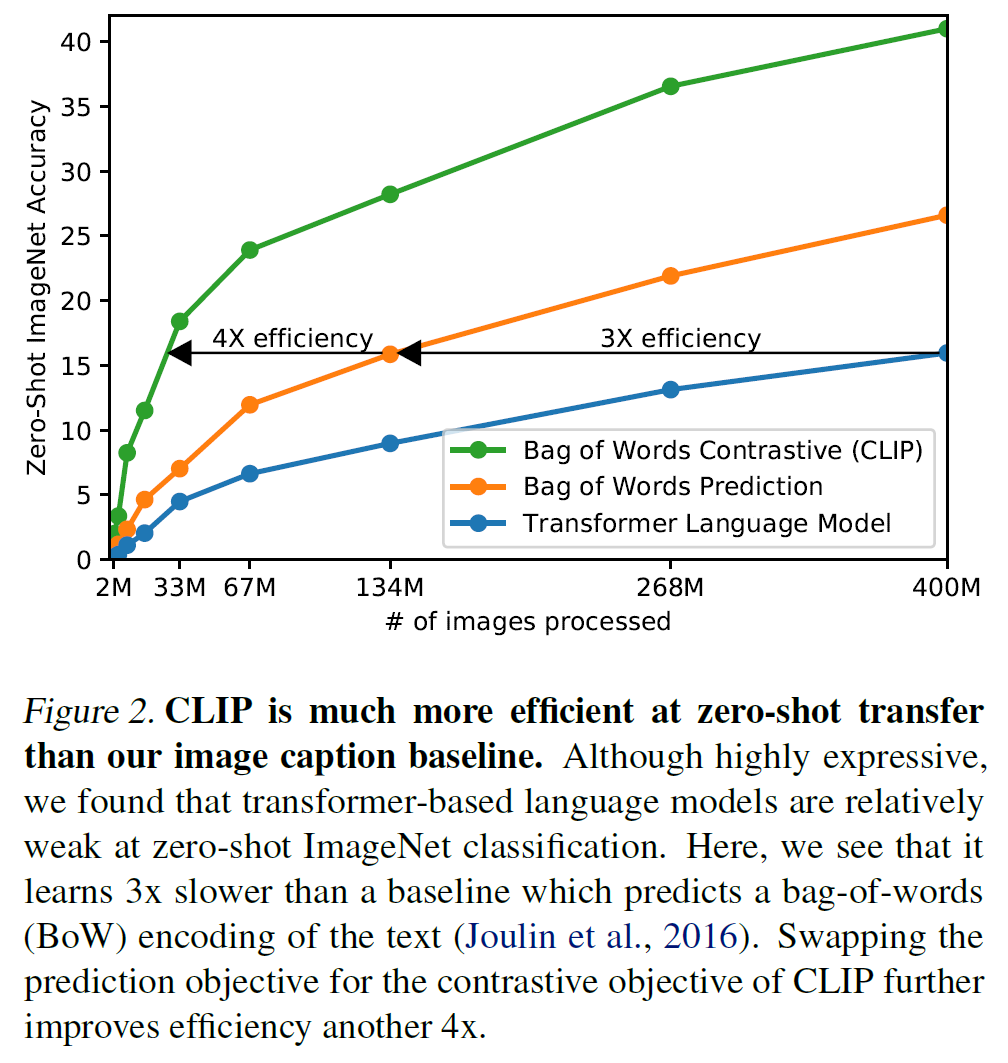 40
35
30
25
20
15
10
5
0
Zero-Shot ImageNet Accuracy
4X efficiency
3X efficiency
Bag of Words Contrastive (CLIP)
Bag of Words Prediction
Transformer Language Model
2M 33M 67M 134M 268M 400M
# of images processed
Figure 2. CLIP is much more efficient at zero-shot transfer
than our image caption baseline. Although highly expressive,
we found that transformer-based language models are relatively
weak at zero-shot ImageNet classification. Here, we see that it
learns 3x slower than a baseline which predicts a bag-of-words
(BoW) encoding of the text (Joulin et al., 2016). Swapping the
prediction objective for the contrastive objective of CLIP further
improves efficiency another 4x.